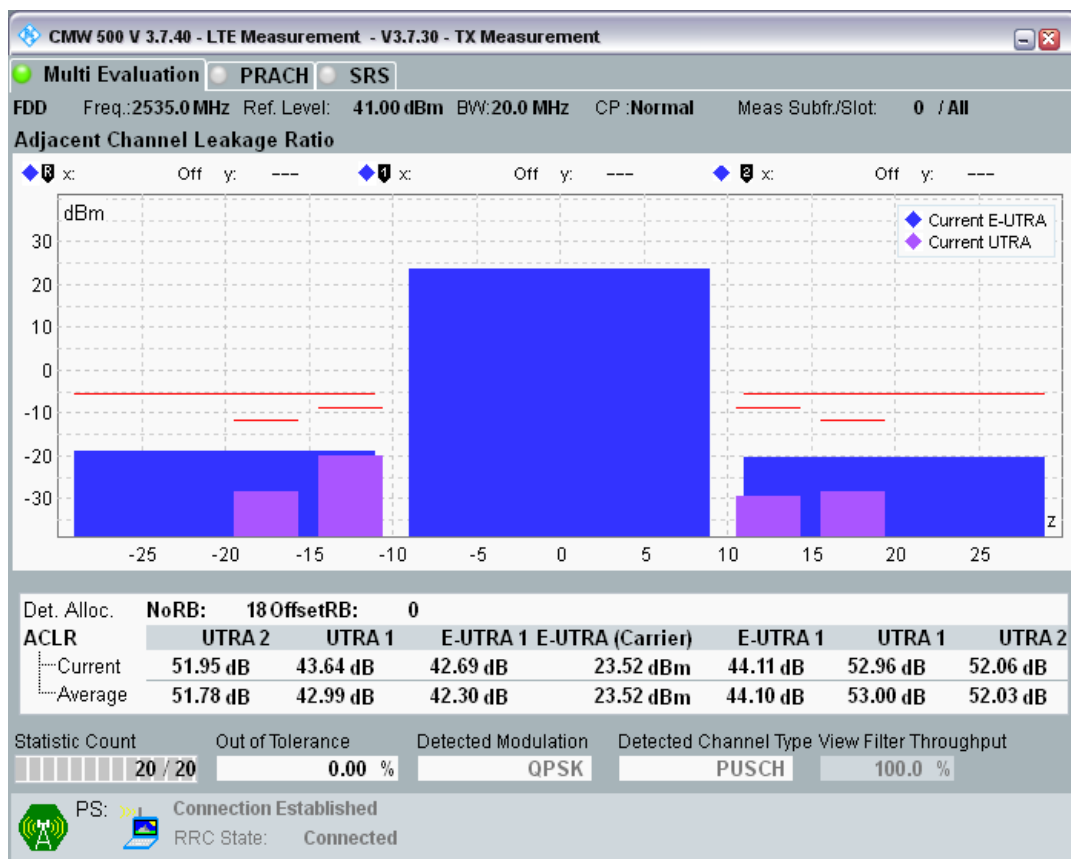 CMW 500 V 3.7.40 - LTE Measurement - V3.7.30 - TX Measurement
Multi Evaluation PRACH SRS
FDD Freq.:2535.0 MHz Ref. Level: 41.00 dBm BW:20.0 MHz CP :Normal Meas Subfr./Slot: 0 / All
Adjacent Channel Leakage Ratio
R x: Off y: --- 1 x: Off y: --- 2 x: Off y: ---
dBm
Current E-UTRA
Current UTRA
30
20
10
0
-10
-20
-30
z
-25 -20 -15 -10 -5 0 5 10 15 20 25
Det. Alloc. NoRB: 18 OffsetRB: 0
ACLR UTRA 2 UTRA 1 E-UTRA 1 E-UTRA (Carrier) E-UTRA 1 UTRA 1 UTRA 2
Current 51.95 dB 43.64 dB 42.69 dB 23.52 dBm 44.11 dB 52.96 dB 52.06 dB
Average 51.78 dB 42.99 dB 42.30 dB 23.52 dBm 44.10 dB 53.00 dB 52.03 dB
Statistic Count Out of Tolerance Detected Modulation Detected Channel Type View Filter Throughput
20 / 20 0.00 % QPSK PUSCH 100.0 %
PS: Connection Established
RRC State: Connected